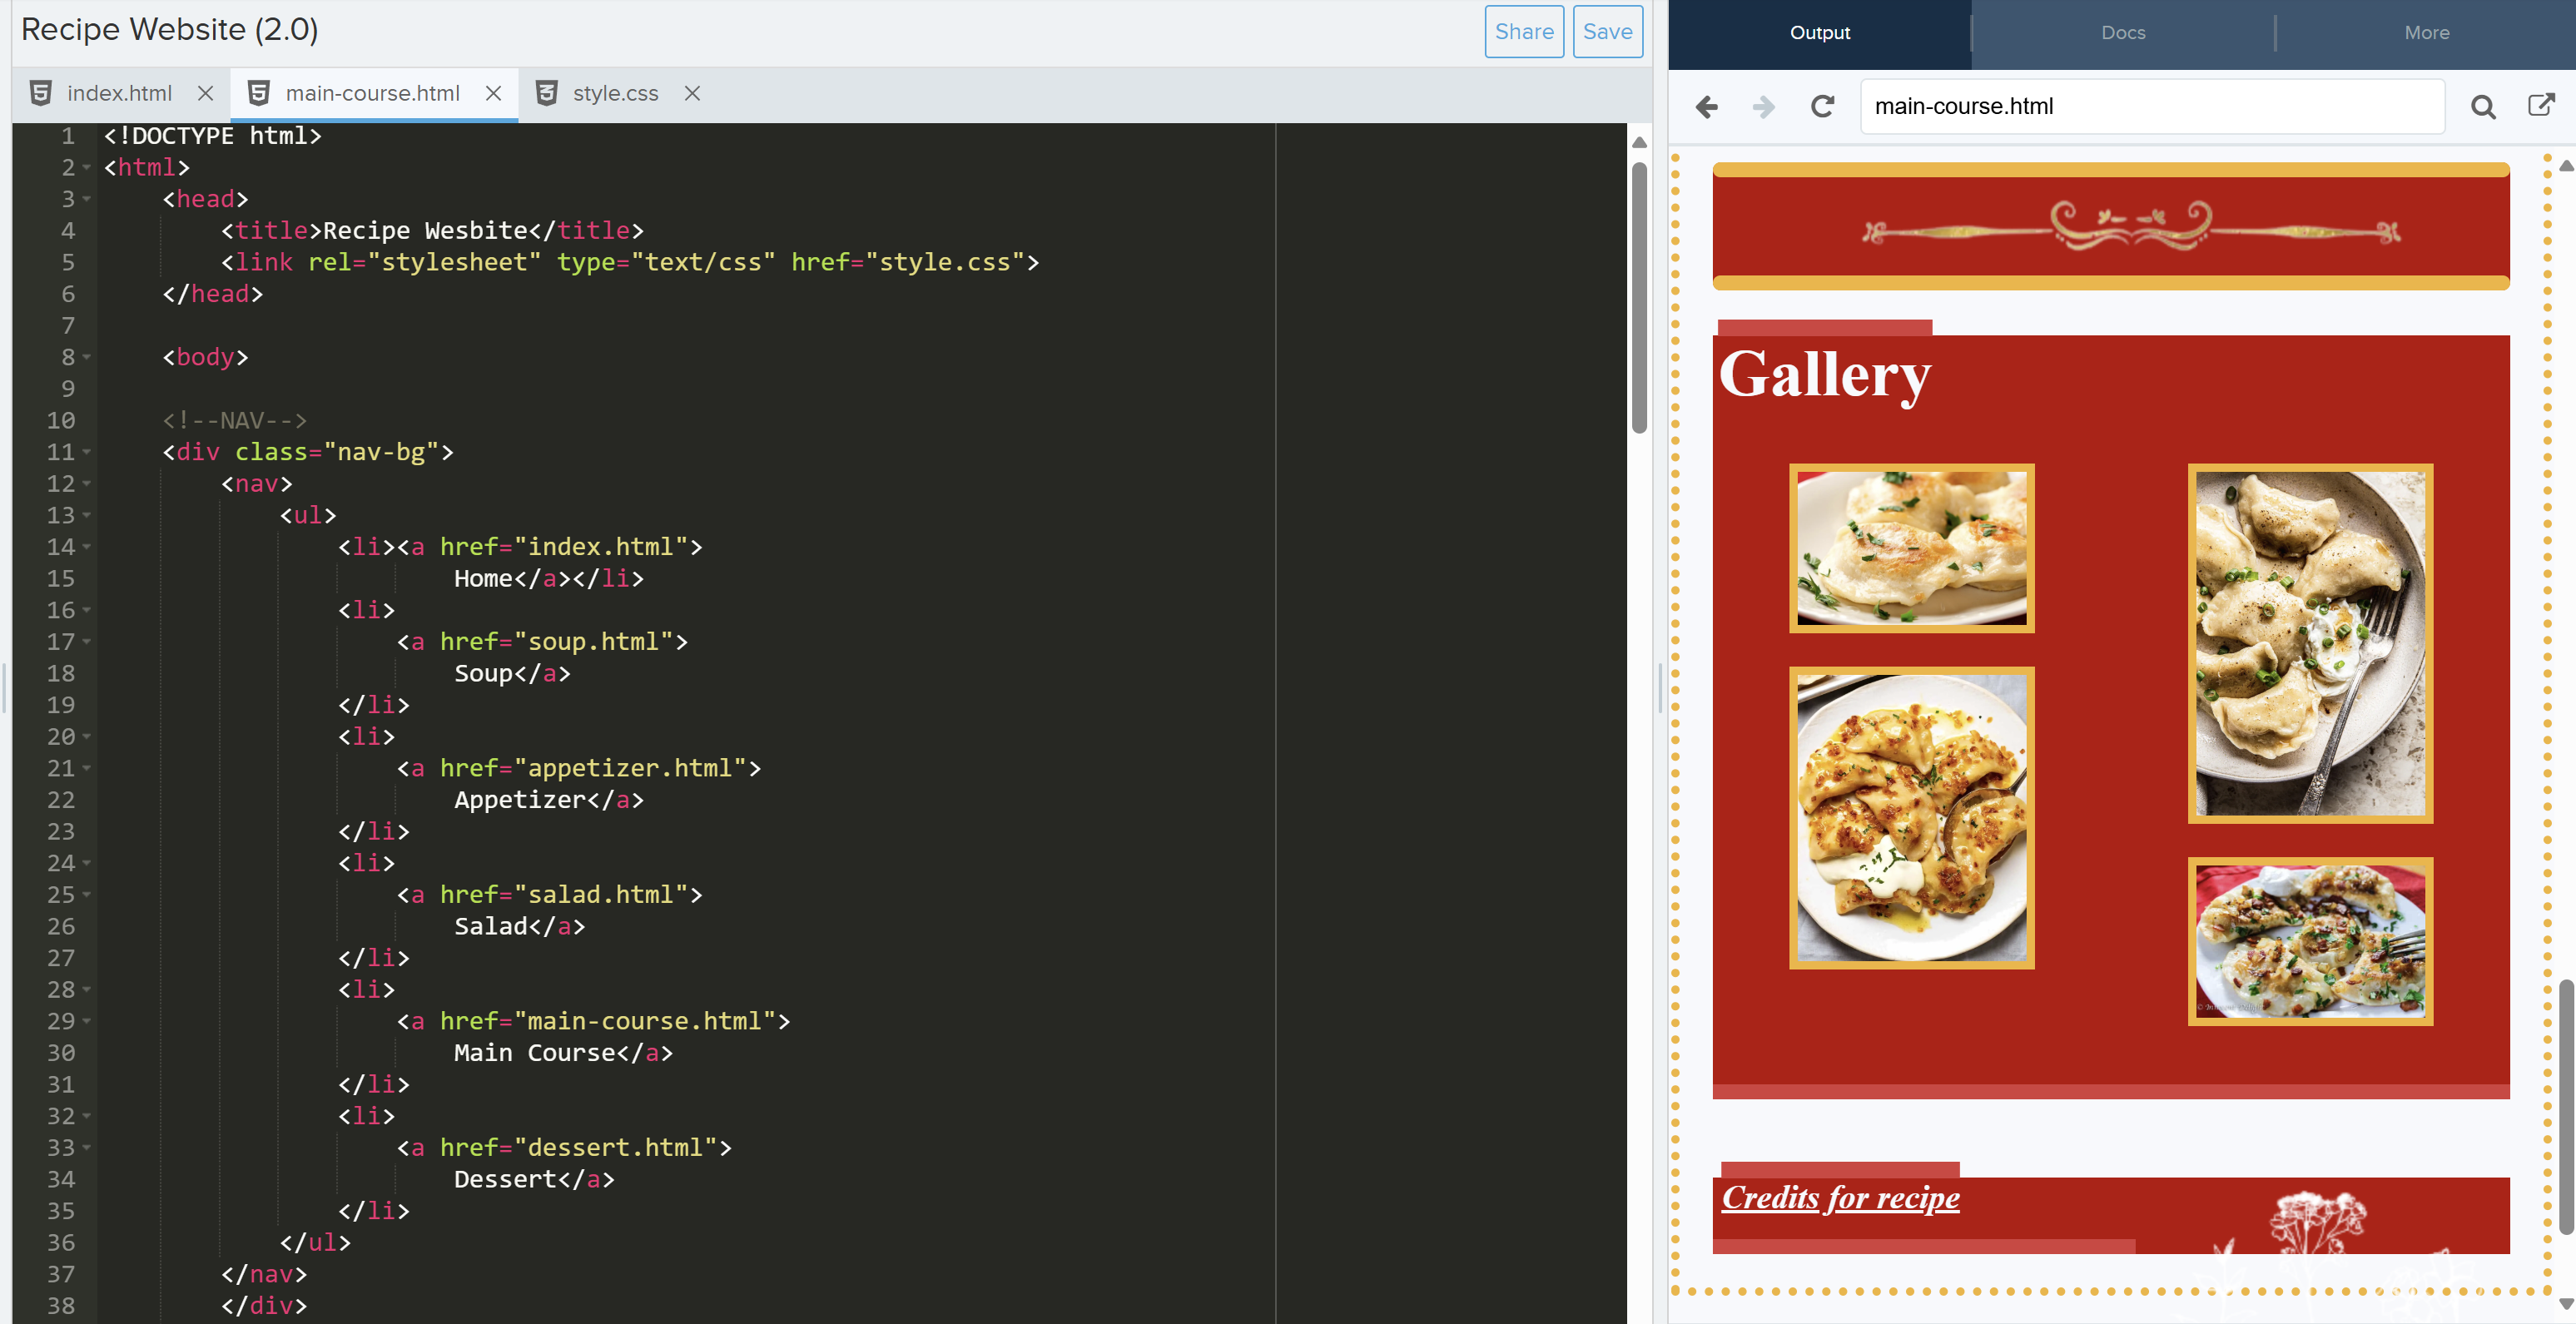 Recipe Website (2.0)
Share
Save
index.html
main-course.html
style.css
1 <!DOCTYPE html>
2 <html>
3 <head>
4 <title>Recipe Wesbite</title>
5 <link rel="stylesheet" type="text/css" href="style.css">
6 </head>
7
8 <body>
9
10 <!--NAV-->
11 <div class="nav-bg">
12 <nav>
13 <ul>
14 <li><a href="index.html">
15 Home</a></li>
16 <li>
17 <a href="soup.html">
18 Soup</a>
19 </li>
20 <li>
21 <a href="appetizer.html">
22 Appetizer</a>
23 </li>
24 <li>
25 <a href="salad.html">
26 Salad</a>
27 </li>
28 <li>
29 <a href="main-course.html">
30 Main Course</a>
31 </li>
32 <li>
33 <a href="dessert.html">
34 Dessert</a>
35 </li>
36 </ul>
37 </nav>
38 </div>
Output
Docs
More
main-course.html
Gallery
Credits for recipe